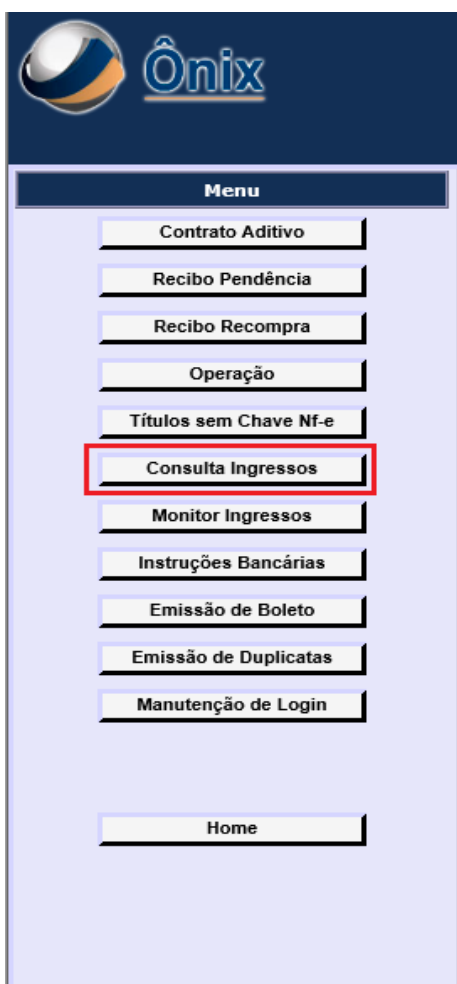 Ônix
Menu
Contrato Aditivo
Recibo Pendência
Recibo Recompra
Operação
Títulos sem Chave Nf-e
Consulta Ingressos
Monitor Ingressos
Instruções Bancárias
Emissão de Boleto
Emissão de Duplicatas
Manutenção de Login
Home